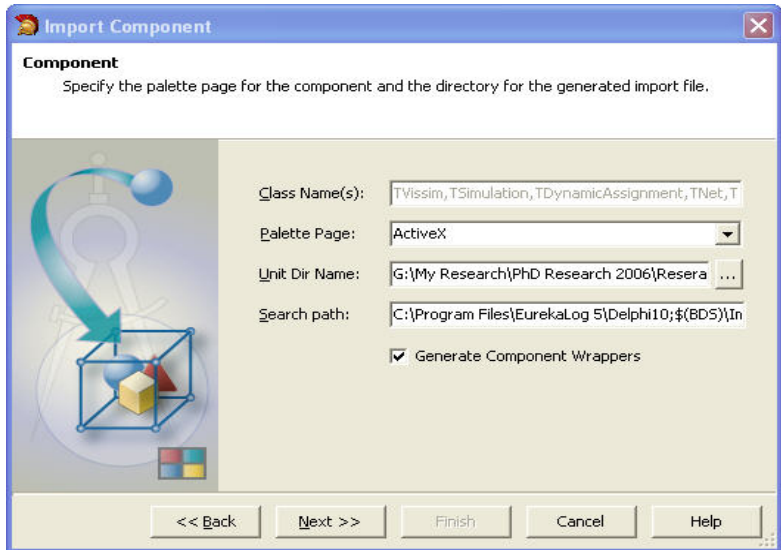 Import Component
Component
Specify the palette page for the component and the directory for the generated import file.
Class Name(s): TVissim,TSimulation,TDynamicAssignment,TNet,T
Palette Page: ActiveX
Unit Dir Name: G:\My Research\PhD Research 2006\Resera ...
Search path: C:\Program Files\EurekaLog 5\Delphi10;$(BDS)\In
Generate Component Wrappers
<< Back Next >> Finish Cancel Help